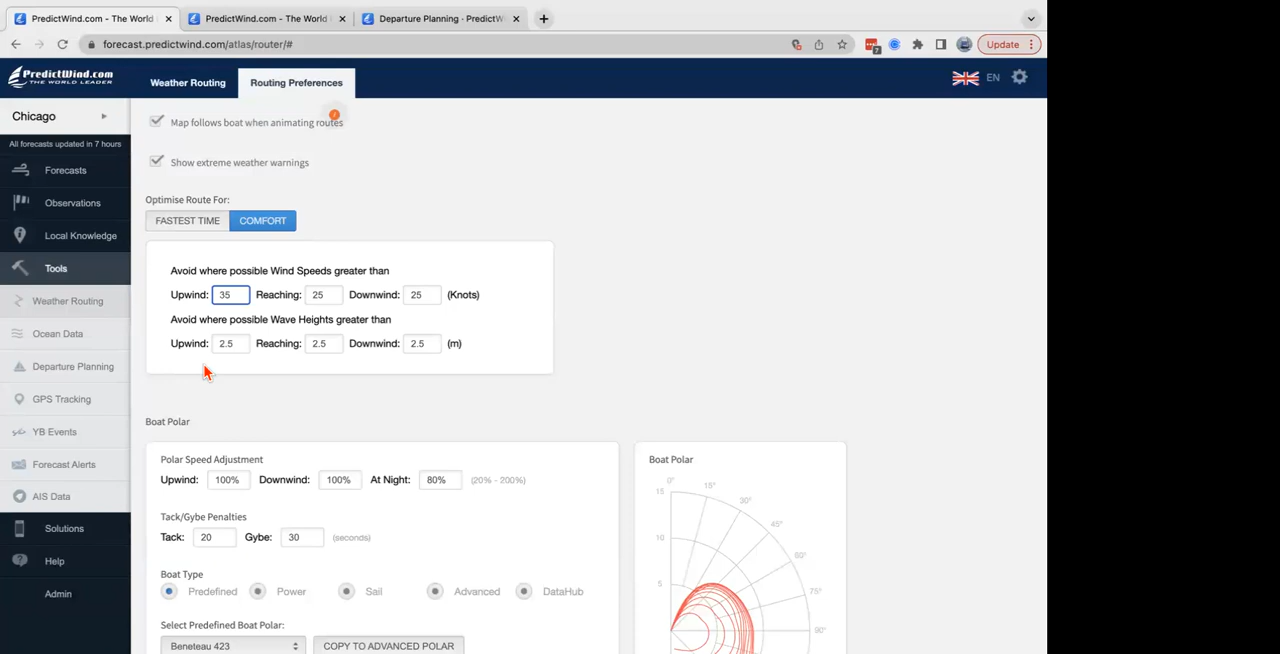 PredictWind.com - The World
PredictWind.com - The World
Departure Planning - PredictW
forecast.predictwind.com/atlas/router/#
7
Update
PREDICTWIND.COM
THE WORLD LEADER
Weather Routing
Routing Preferences
EN
Chicago
All forecasts updated in 7 hours
Forecasts
Observations
Local Knowledge
Tools
Weather Routing
Ocean Data
Departure Planning
GPS Tracking
YB Events
Forecast Alerts
AIS Data
Solutions
Help
Admin
Map follows boat when animating routes
Show extreme weather warnings
Optimise Route For:
FASTEST TIME COMFORT
Avoid where possible Wind Speeds greater than
Upwind: 35 Reaching: 25 Downwind: 25 (Knots)
Avoid where possible Wave Heights greater than
Upwind: 2.5 Reaching: 2.5 Downwind: 2.5 (m)
Boat Polar
Polar Speed Adjustment
Upwind: 100% Downwind: 100% At Night: 80% (20% - 200%)
Tack/Gybe Penalties
Tack: 20 Gybe: 30 (seconds)
Boat Type
Predefined Power Sail Advanced DataHub
Select Predefined Boat Polar:
Beneteau 423 COPY TO ADVANCED POLAR
Boat Polar
0°
15
15°
30°
45°
10
60°
5
75°
90°